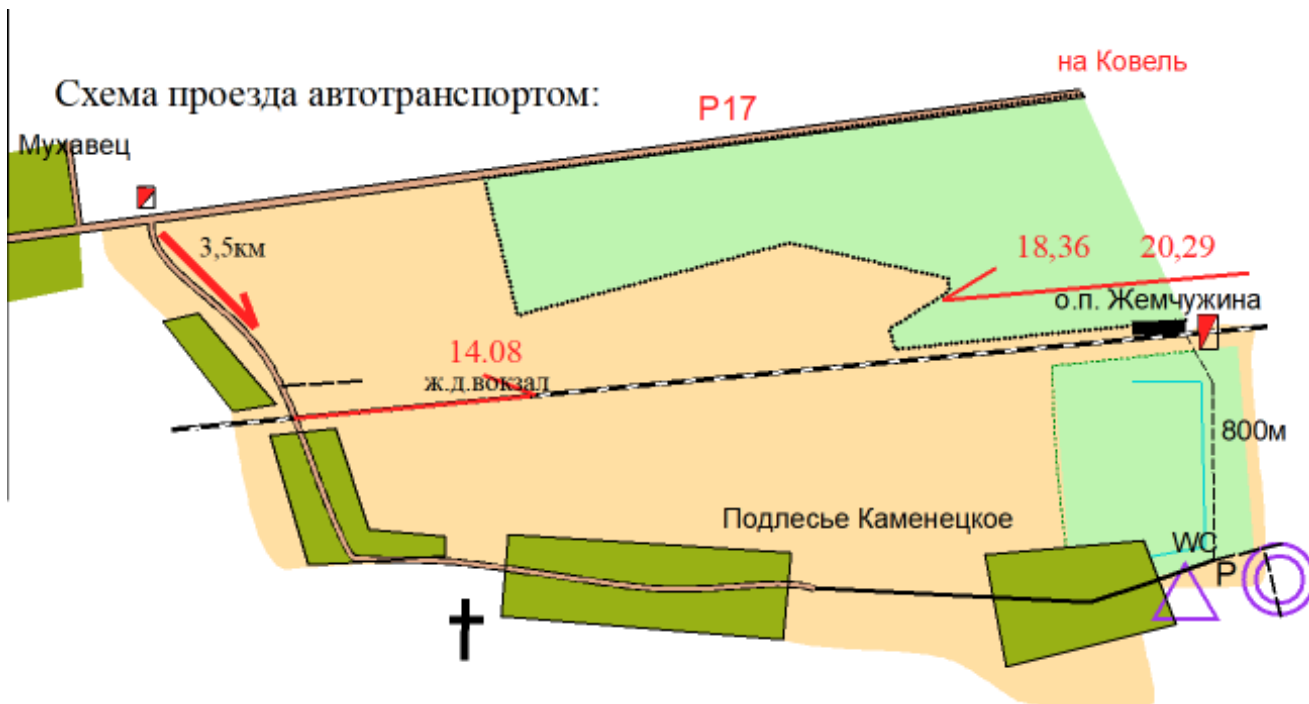 на Ковель
Схема проезда автотранспортом:
Р17
Мухавец
3,5км
18,36 20,29
о.п. Жемчужина
14.08
ж.д.вокзал
800м
Подлесье Каменецкое
WC
Р